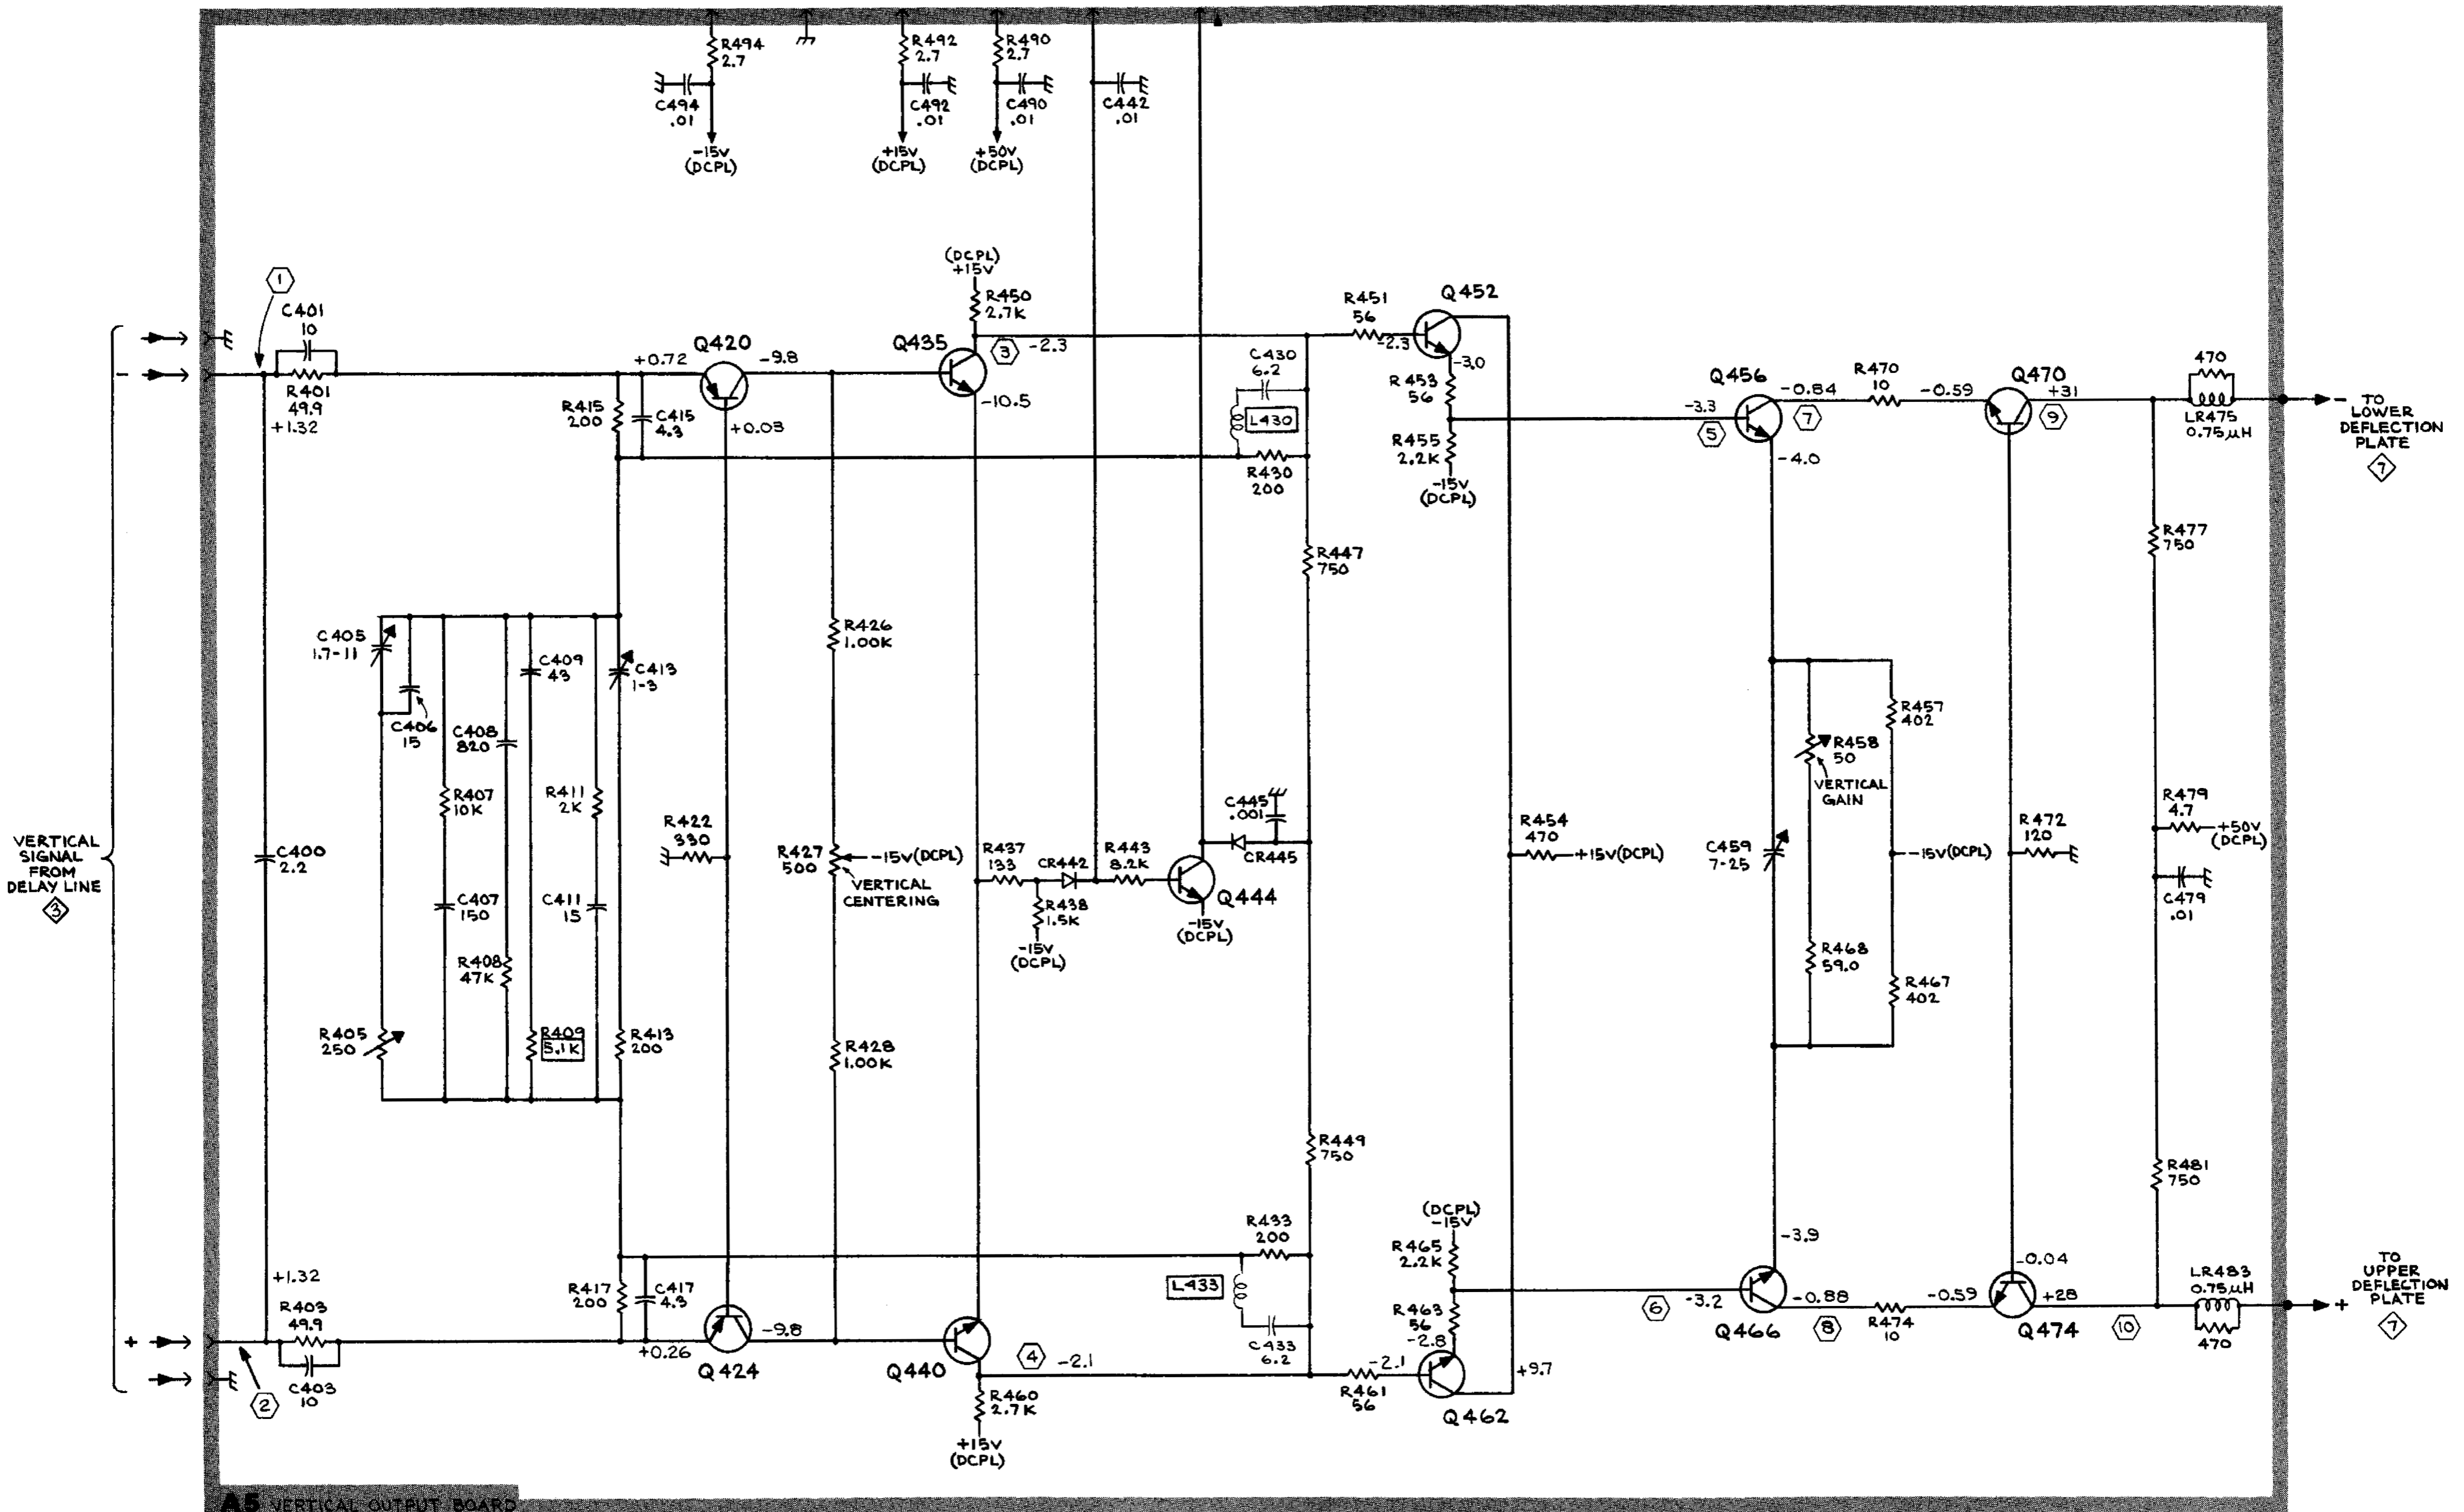 R494
2.7
C494
.01
-15V
(DCPL)
R492
2.7
C492
.01
+15V
(DCPL)
R490
2.7
C490
.01
+50V
(DCPL)
C442
.01
1
C401
10
-
R401
49.9
+1.32
+0.72
Q420
-9.8
R415
200
C415
4.3
+0.03
(DCPL)
+15V
R450
2.7K
Q435
3
-2.3
-10.5
C430
6.2
L430
R430
200
R451
56
-2.3
Q452
-3.0
R453
56
R455
2.2K
-15V
(DCPL)
-3.3
5
Q456
-0.84
7
-4.0
R470
10
-0.59
Q470
+31
9
470
LR475
0.75µH
- TO
LOWER
DEFLECTION
PLATE
7
R447
750
R477
750
C405
1.7-11
C406
15
C408
820
C409
43
C413
1-3
R426
1.00K
R407
10K
R411
2K
C407
150
C411
15
R408
47K
R405
250
R409
5.1K
R413
200
C400
2.2
VERTICAL
SIGNAL
FROM
DELAY LINE
3
R422
330
R427
500
-15V(DCPL)
VERTICAL
CENTERING
R428
1.00K
R437
133
CR442
R443
8.2K
R438
1.5K
-15V
(DCPL)
C445
.001
CR445
Q444
-15V
(DCPL)
R454
470
+15V(DCPL)
R457
402
R458
50
VERTICAL
GAIN
C459
7-25
-15V(DCPL)
R468
59.0
R467
402
R472
120
R479
4.7
+50V
(DCPL)
C479
.01
R449
750
R481
750
R433
200
L433
C433
6.2
(DCPL)
-15V
R465
2.2K
R463
56
-2.8
6
-3.2
-3.9
Q466
-0.88
8
R474
10
-0.59
-0.04
Q474
+28
10
LR483
0.75µH
470
TO
UPPER
DEFLECTION
PLATE
+
7
+1.32
R403
49.9
+
C403
10
2
R417
200
C417
4.3
+0.26
Q424
-9.8
Q440
4
-2.1
R460
2.7K
+15V
(DCPL)
R461
56
-2.1
Q462
+9.7
A5 VERTICAL OUTPUT BOARD